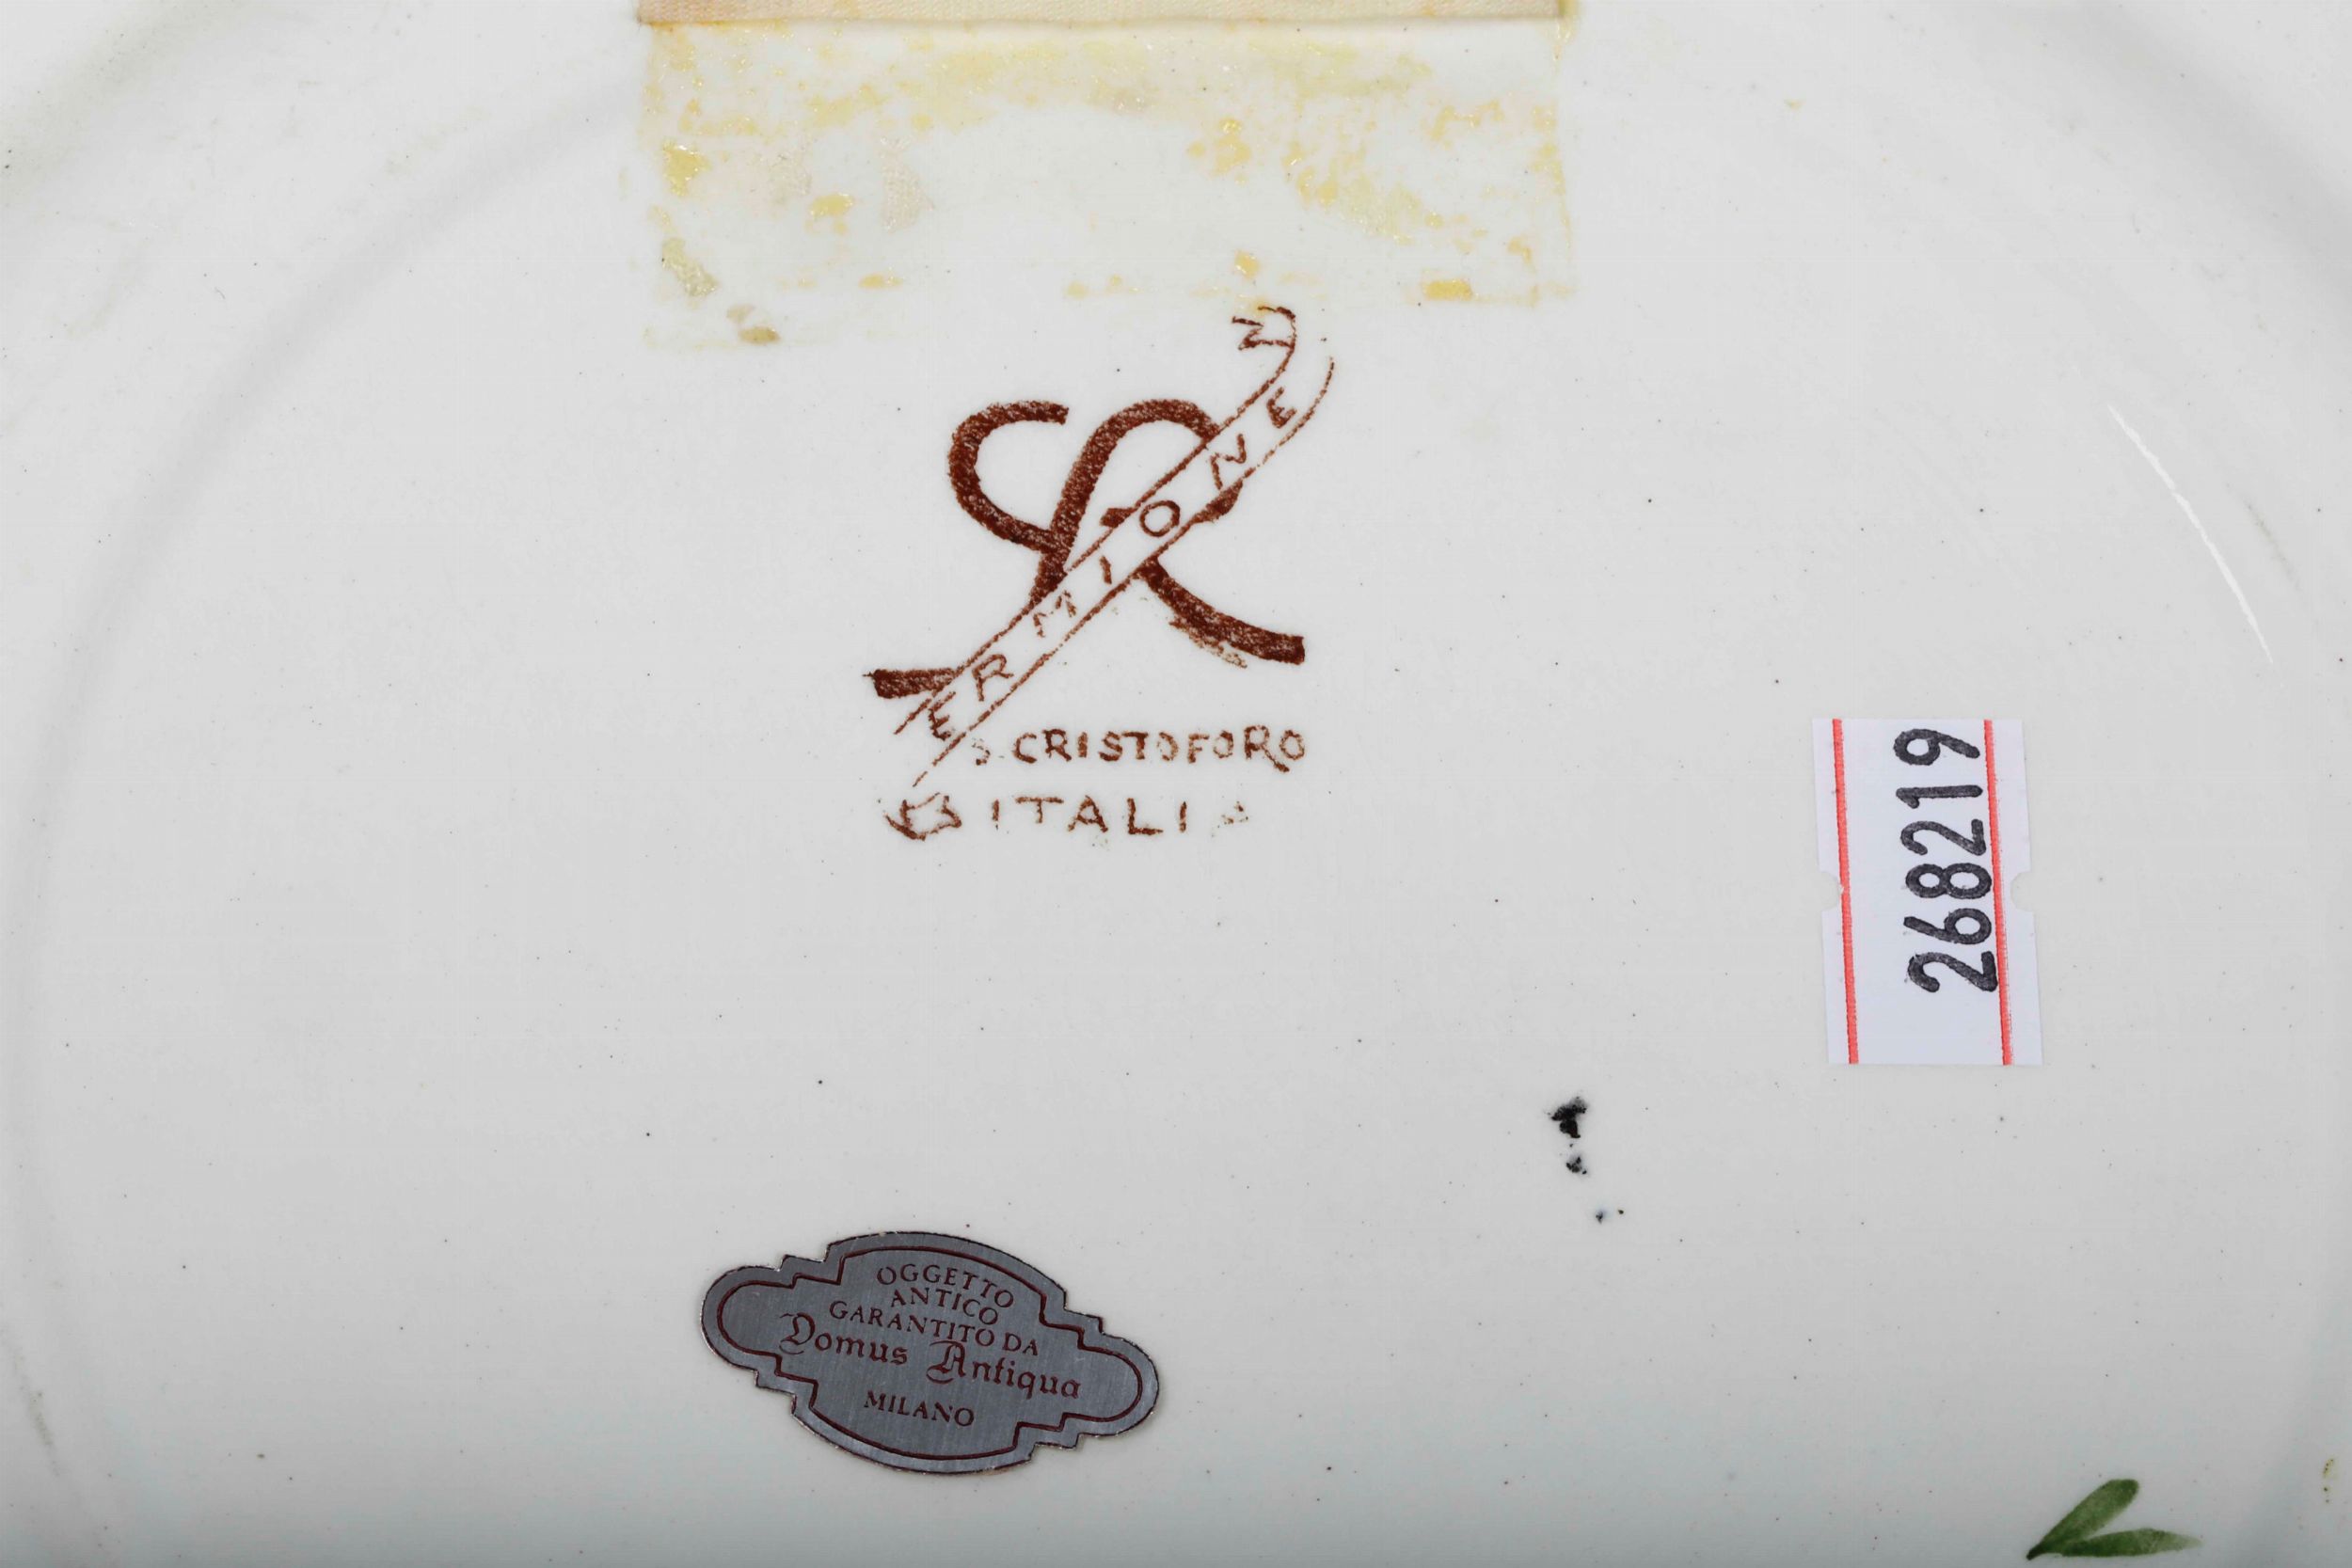 ERMIONE
S. CRISTOFORO
ITALIA
268219
OGGETTO
ANTICO
GARANTITO DA
Domus Antiqua
MILANO